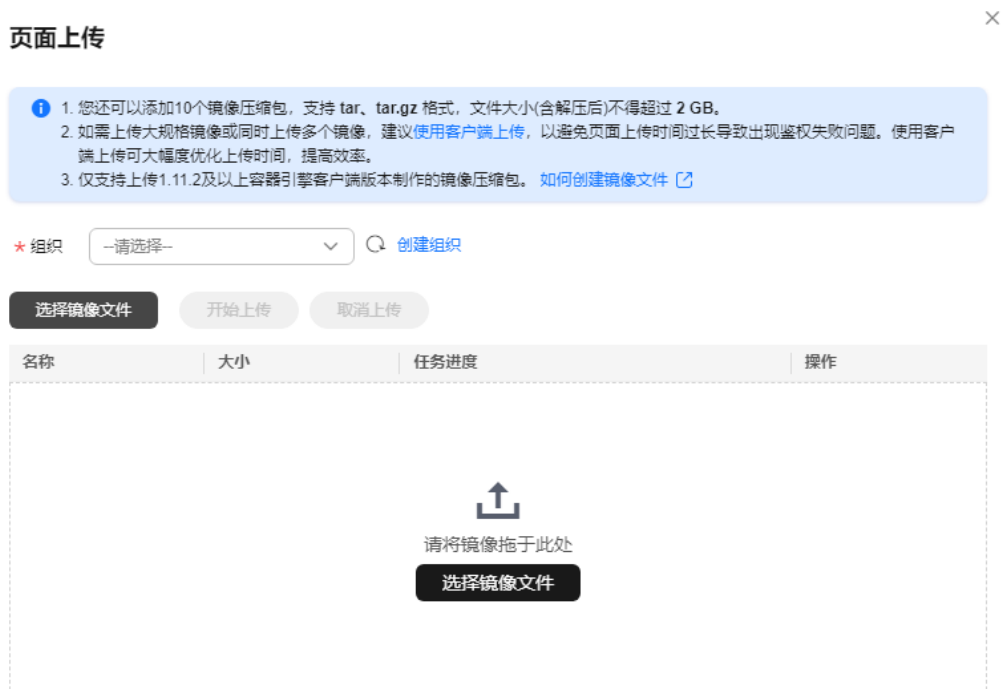 页面上传
1. 您还可以添加10个镜像压缩包，支持 tar、tar.gz 格式，文件大小(含解压后)不得超过 2 GB。
2. 如需上传大规格镜像或同时上传多个镜像，建议使用客户端上传，以避免页面上传时间过长导致出现鉴权失败问题。使用客户
端上传可大幅度优化上传时间，提高效率。
3. 仅支持上传1.11.2及以上容器引擎客户端版本制作的镜像压缩包。 如何创建镜像文件
* 组织 --请选择-- 创建组织
选择镜像文件 开始上传 取消上传
名称 大小 任务进度 操作
请将镜像拖于此处
选择镜像文件